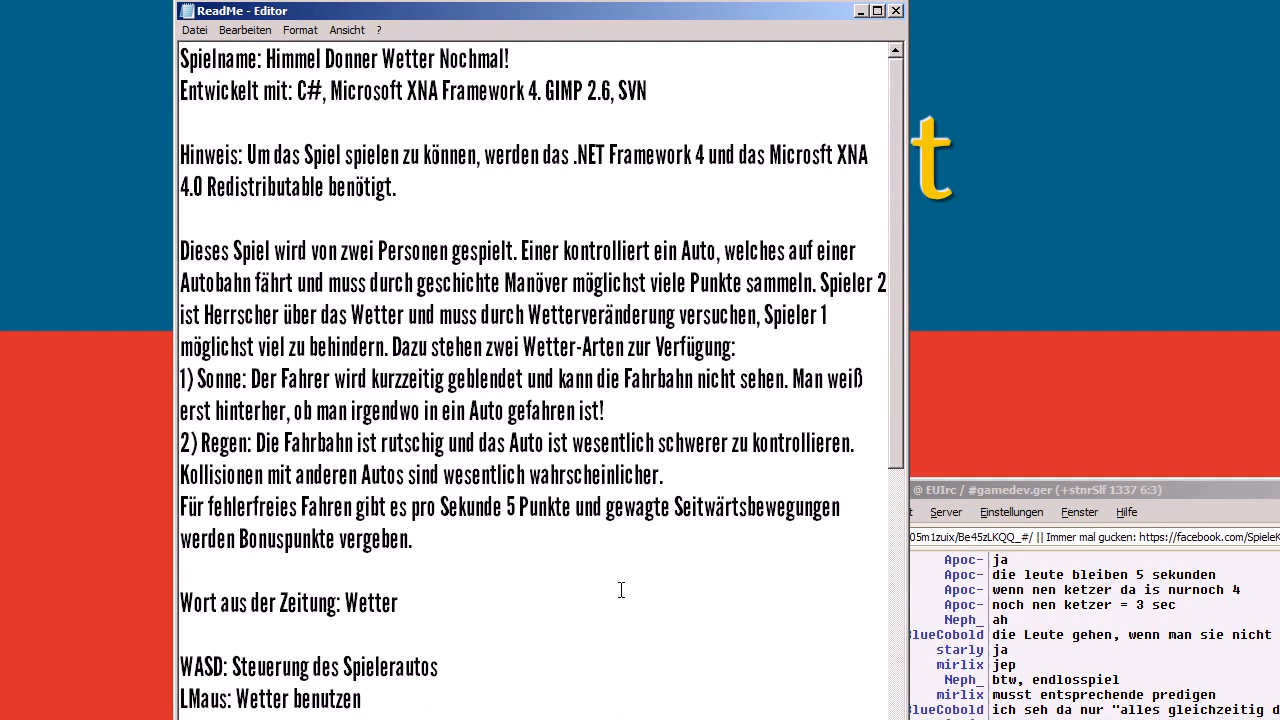 ReadMe - Editor
Datei Bearbeiten Format Ansicht ?
Spielname: Himmel Donner Wetter Nochmal!
Entwickelt mit: C#, Microsoft XNA Framework 4. GIMP 2.6, SVN
Hinweis: Um das Spiel spielen zu können, werden das .NET Framework 4 und das Microsft XNA
4.0 Redistributable benötigt.
Dieses Spiel wird von zwei Personen gespielt. Einer kontrolliert ein Auto, welches auf einer
Autobahn fährt und muss durch geschichte Manöver möglichst viele Punkte sammeln. Spieler 2
ist Herrscher über das Wetter und muss durch Wetterveränderung versuchen, Spieler 1
möglichst viel zu behindern. Dazu stehen zwei Wetter-Arten zur Verfügung:
1) Sonne: Der Fahrer wird kurzzeitig geblendet und kann die Fahrbahn nicht sehen. Man weiß
erst hinterher, ob man irgendwo in ein Auto gefahren ist!
2) Regen: Die Fahrbahn ist rutschig und das Auto ist wesentlich schwerer zu kontrollieren.
Kollisionen mit anderen Autos sind wesentlich wahrscheinlicher.
Für fehlerfreies Fahren gibt es pro Sekunde 5 Punkte und gewagte Seitwärtsbewegungen
werden Bonuspunkte vergeben.
Wort aus der Zeitung: Wetter
WASD: Steuerung des Spielerautos
LMaus: Wetter benutzen
t
@ EUIrc / #gamedev.ger (+stnrSlf 1337 6:3)
t Server Einstellungen Fenster Hilfe
05m1zuix/Be45zLKQQ_#/ || Immer mal gucken: https://facebook.com/SpieleK
Apoc- ja
Apoc- die leute bleiben 5 sekunden
Apoc- wenn nen ketzer da is nurnoch 4
Apoc- noch nen ketzer = 3 sec
Neph_ ah
BlueCobold die Leute gehen, wenn man sie nicht
starly ja
mirlix jep
Neph_ btw, endlosspiel
mirlix musst entsprechende predigen
BlueCobold ich seh da nur "alles gleichzeitig d